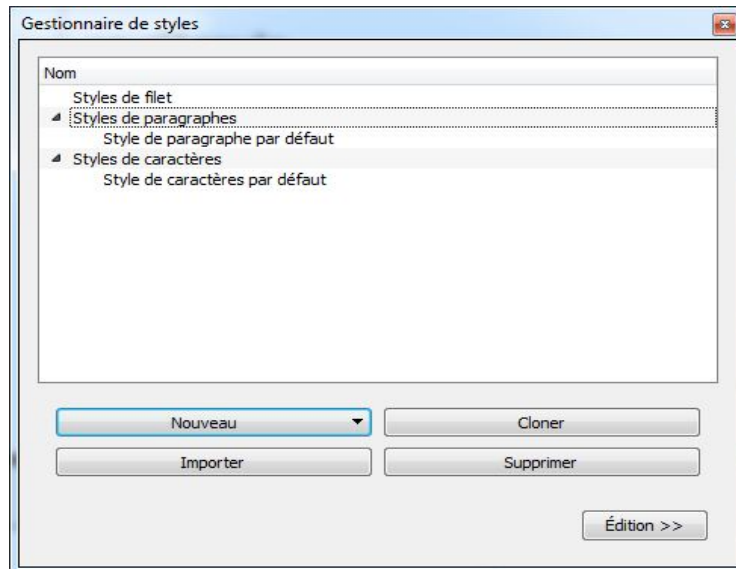 Gestionnaire de styles
Nom
Styles de filet
Styles de paragraphes
Style de paragraphe par défaut
Styles de caractères
Style de caractères par défaut
Nouveau
Cloner
Importer
Supprimer
Édition >>